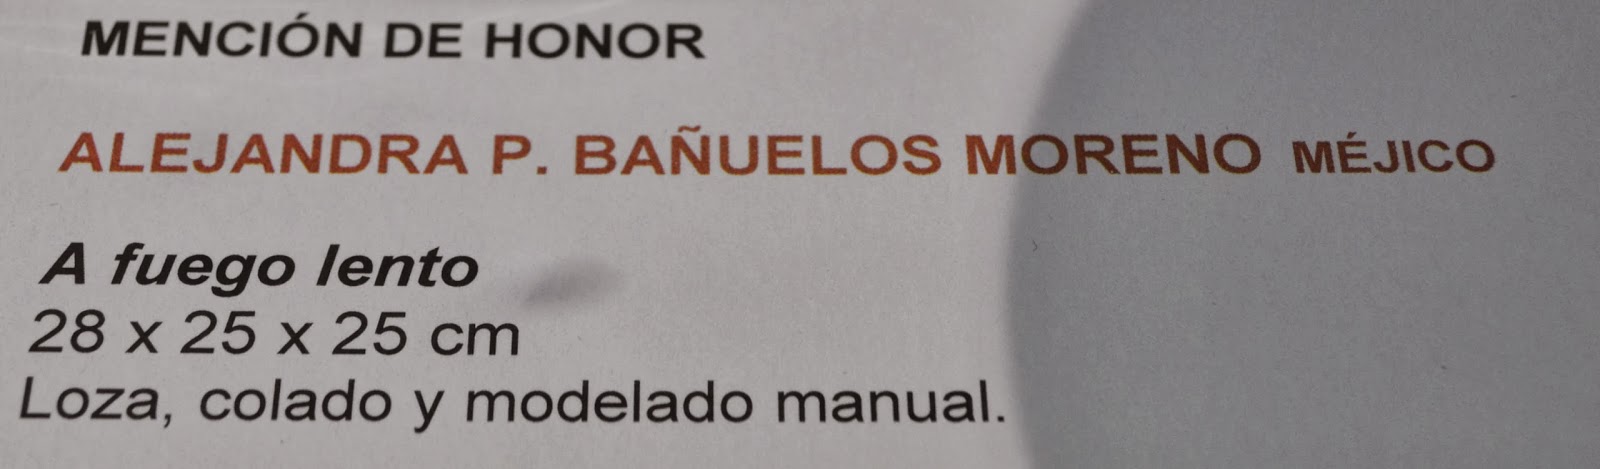 MENCIÓN DE HONOR
ALEJANDRA P. BAÑUELOS MORENO MÉJICO
A fuego lento
28 x 25 x 25 cm
Loza, colado y modelado manual.